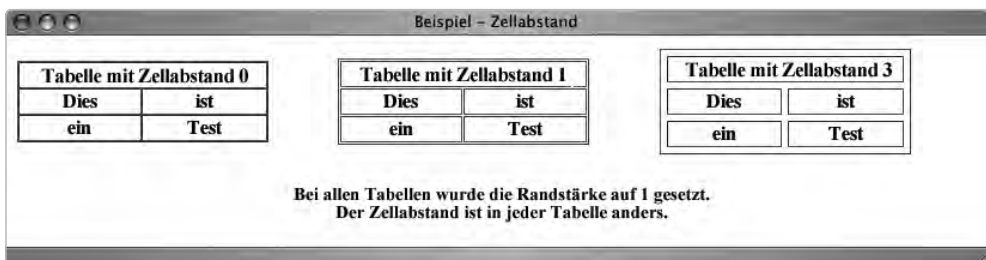 Beispiel – Zellabstand
Tabelle mit Zellabstand 0
Dies ist
ein Test
Tabelle mit Zellabstand 1
Dies ist
ein Test
Tabelle mit Zellabstand 3
Dies ist
ein Test
Bei allen Tabellen wurde die Randstärke auf 1 gesetzt.
Der Zellabstand ist in jeder Tabelle anders.